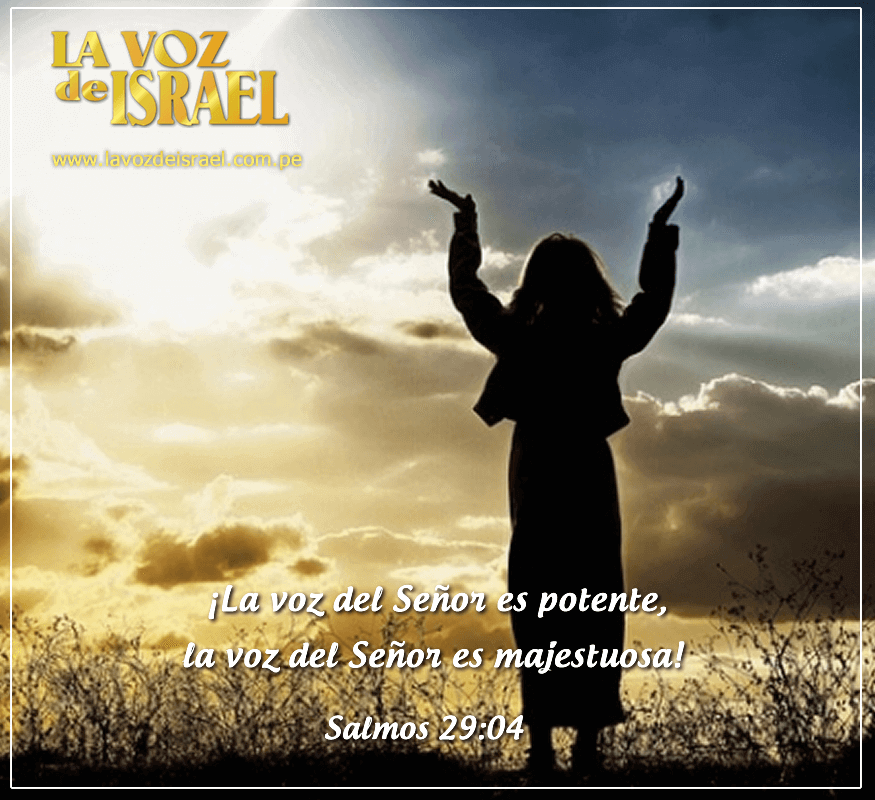 LA VOZ
de ISRAEL
www.lavozdeisrael.com.pe
¡La voz del Señor es potente,
la voz del Señor es majestuosa!
Salmos 29:04